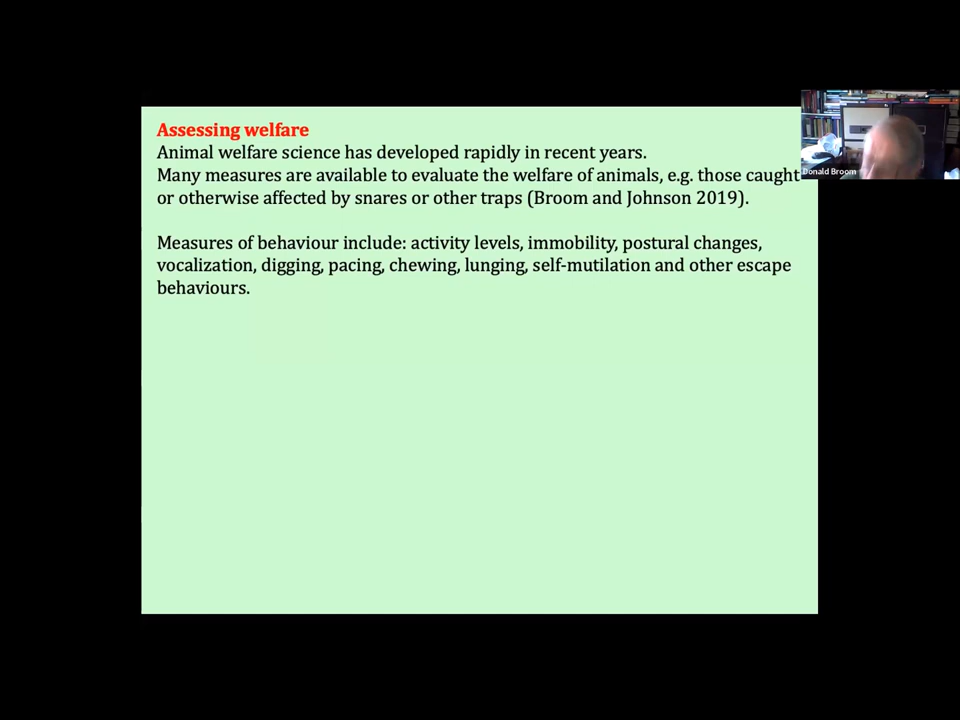 Assessing welfare
Animal welfare science has developed rapidly in recent years.
Many measures are available to evaluate the welfare of animals, e.g. those caught
or otherwise affected by snares or other traps (Broom and Johnson 2019).
Measures of behaviour include: activity levels, immobility, postural changes,
vocalization, digging, pacing, chewing, lunging, self-mutilation and other escape
behaviours.
Donald Broom